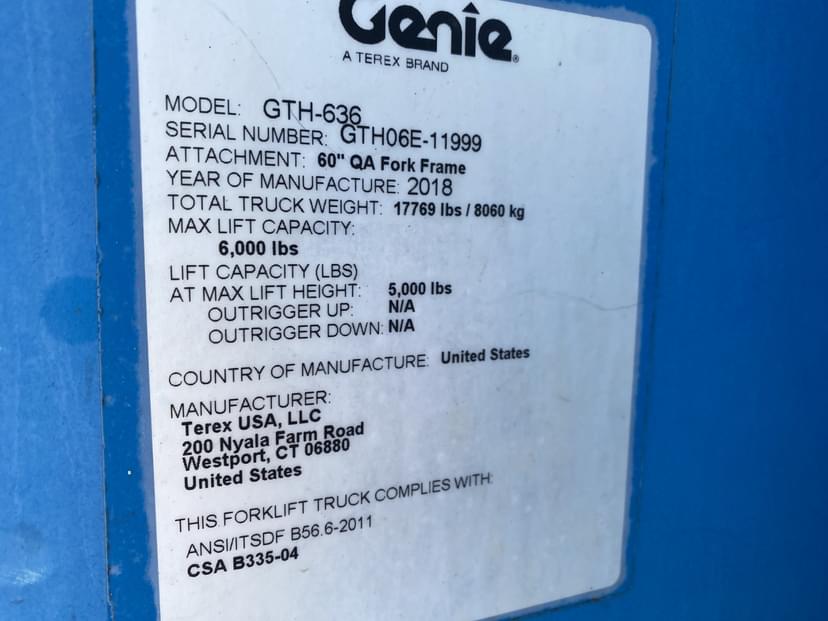 Genie®
A TEREX BRAND
MODEL: GTH-636
SERIAL NUMBER: GTH06E-11999
ATTACHMENT: 60" QA Fork Frame
YEAR OF MANUFACTURE: 2018
TOTAL TRUCK WEIGHT: 17769 lbs / 8060 kg
MAX LIFT CAPACITY:
6,000 lbs
LIFT CAPACITY (LBS)
AT MAX LIFT HEIGHT: 5,000 lbs
OUTRIGGER UP: N/A
OUTRIGGER DOWN: N/A
COUNTRY OF MANUFACTURE: United States
MANUFACTURER:
Terex USA, LLC
200 Nyala Farm Road
Westport, CT 06880
United States
THIS FORKLIFT TRUCK COMPLIES WITH:
ANSI/ITSDF B56.6-2011
CSA B335-04